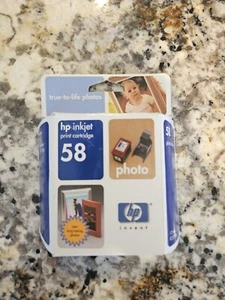 true-to-life photos
hp inkjet
print cartridge
58
photo
58
hp
invent